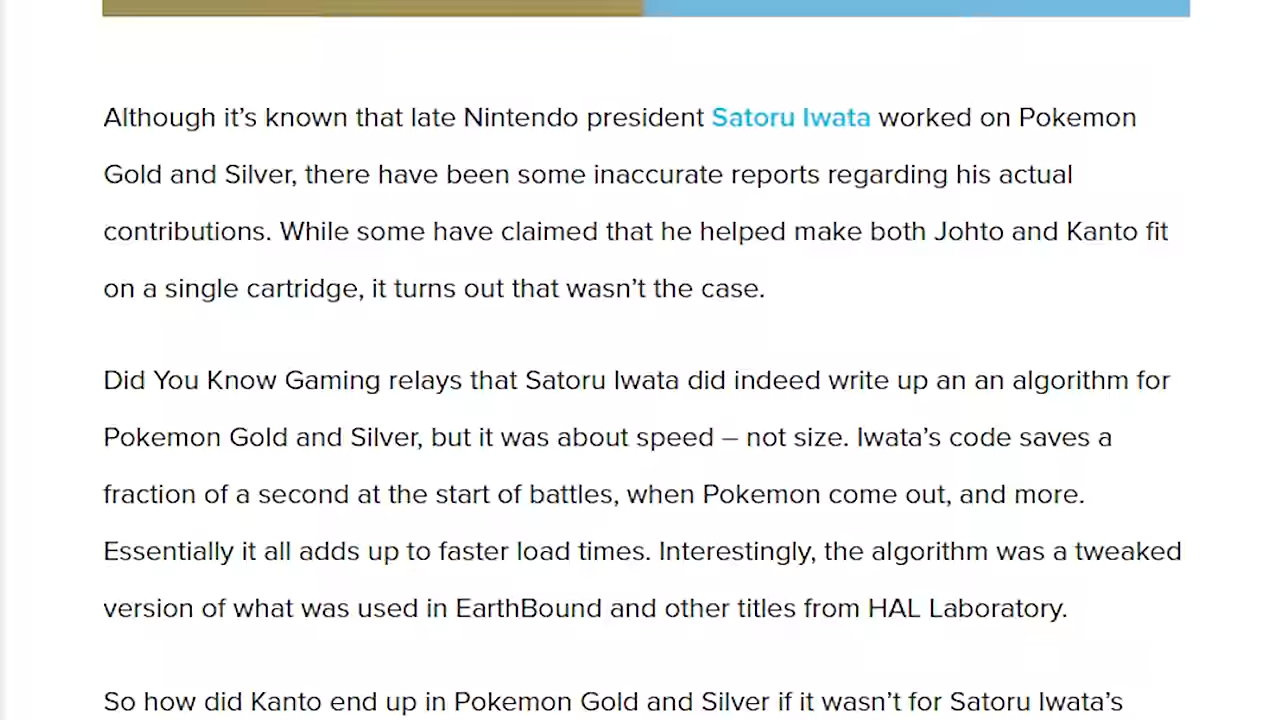 Although it’s known that late Nintendo president Satoru Iwata worked on Pokemon
Gold and Silver, there have been some inaccurate reports regarding his actual
contributions. While some have claimed that he helped make both Johto and Kanto fit
on a single cartridge, it turns out that wasn’t the case.
Did You Know Gaming relays that Satoru Iwata did indeed write up an an algorithm for
Pokemon Gold and Silver, but it was about speed – not size. Iwata’s code saves a
fraction of a second at the start of battles, when Pokemon come out, and more.
Essentially it all adds up to faster load times. Interestingly, the algorithm was a tweaked
version of what was used in EarthBound and other titles from HAL Laboratory.
So how did Kanto end up in Pokemon Gold and Silver if it wasn’t for Satoru Iwata’s